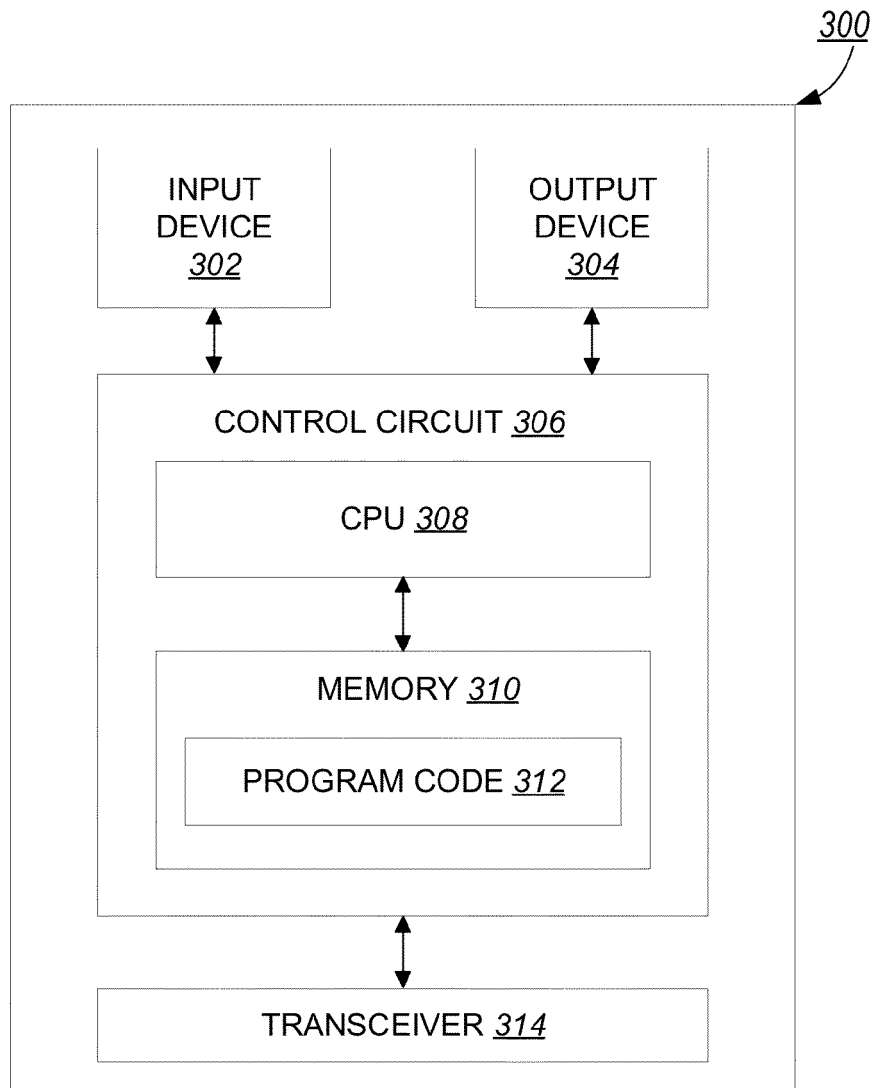 300
INPUT
DEVICE
302
OUTPUT
DEVICE
304
CONTROL CIRCUIT 306
CPU 308
MEMORY 310
PROGRAM CODE 312
TRANSCEIVER 314